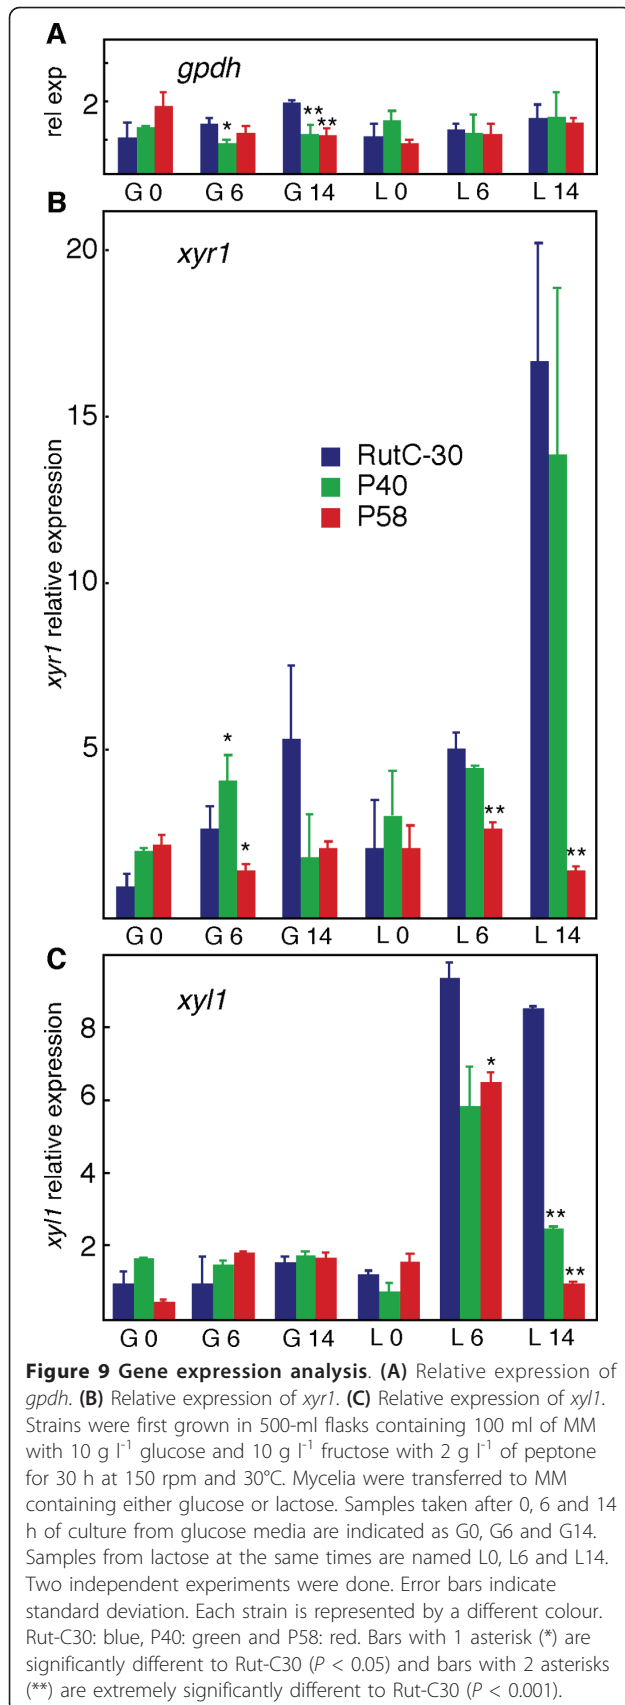 A
gpdh
rel exp
2
**
*
**
G 0 G 6 G 14 L 0 L 6 L 14
B
xyr1
xyr1 relative expression
20
15
10
5
RutC-30
P40
P58
*
*
**
**
G 0 G 6 G 14 L 0 L 6 L 14
C
xyl1
xyl1 relative expression
8
6
4
2
*
**
**
G 0 G 6 G 14 L 0 L 6 L 14
Figure 9 Gene expression analysis. (A) Relative expression of
gpdh. (B) Relative expression of xyr1. (C) Relative expression of xyl1.
Strains were first grown in 500-ml flasks containing 100 ml of MM
with 10 g l-1 glucose and 10 g l-1 fructose with 2 g l-1 of peptone
for 30 h at 150 rpm and 30°C. Mycelia were transferred to MM
containing either glucose or lactose. Samples taken after 0, 6 and 14
h of culture from glucose media are indicated as G0, G6 and G14.
Samples from lactose at the same times are named L0, L6 and L14.
Two independent experiments were done. Error bars indicate
standard deviation. Each strain is represented by a different colour.
Rut-C30: blue, P40: green and P58: red. Bars with 1 asterisk (*) are
significantly different to Rut-C30 (P < 0.05) and bars with 2 asterisks
(**) are extremely significantly different to Rut-C30 (P < 0.001).